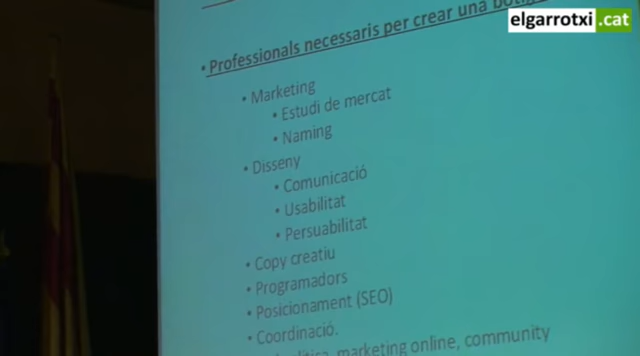 elgarrotxi .cat
• Professionals necessaris per crear una
• Marketing
• Estudi de mercat
• Naming
• Disseny
• Comunicació
• Usabilitat
• Persuabilitat
• Copy creatiu
• Programadors
• Posicionament (SEO)
• Coordinació.
marketing online, community